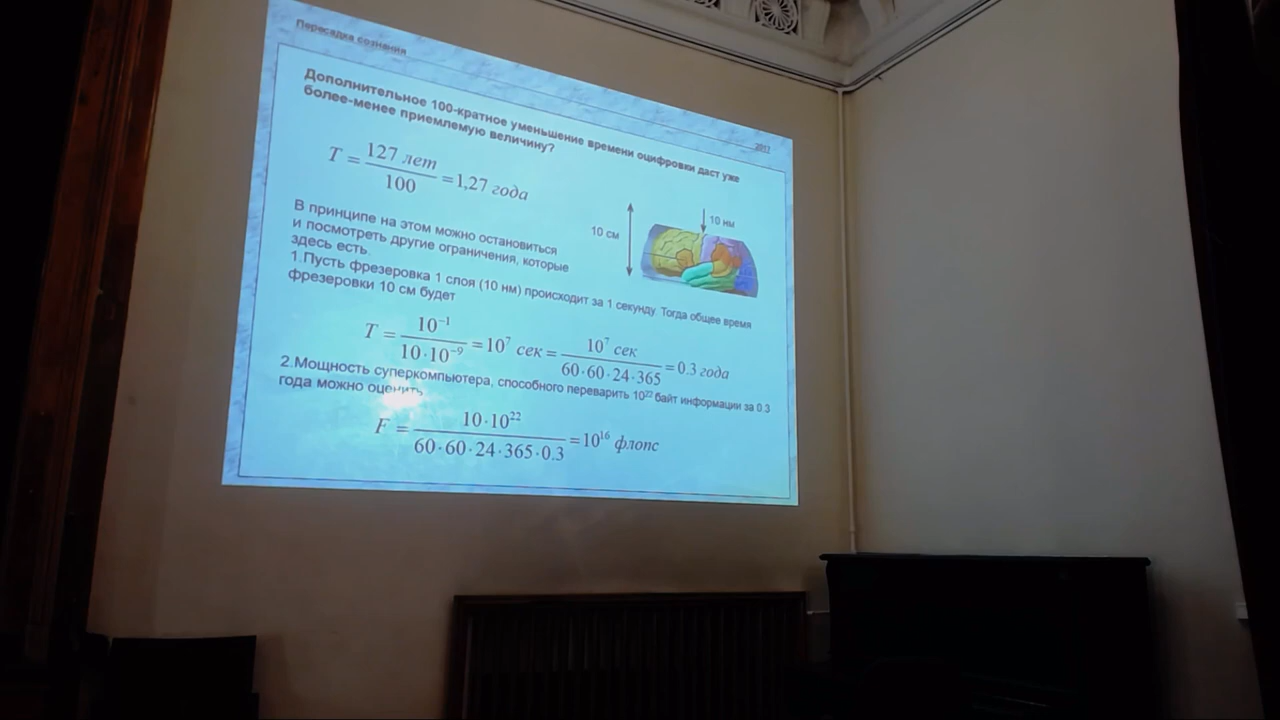 Пересадка сознания
2017
Дополнительное 100-кратное уменьшение времени оцифровки даст уже
более-менее приемлемую величину?
T = 127 лет / 100 = 1,27 года
В принципе на этом можно остановиться
и посмотреть другие ограничения, которые
здесь есть.
10 см
10 нм
1.Пусть фрезеровка 1 слоя (10 нм) происходит за 1 секунду. Тогда общее время
фрезеровки 10 см будет
T = 10⁻¹ / 10·10⁻⁹ = 10⁷ сек = 10⁷ сек / 60·60·24·365 = 0.3 года
2.Мощность суперкомпьютера, способного переварить 10²² байт информации за 0.3
года можно оценить
F = 10·10²² / 60·60·24·365·0.3 = 10¹⁶ флопс